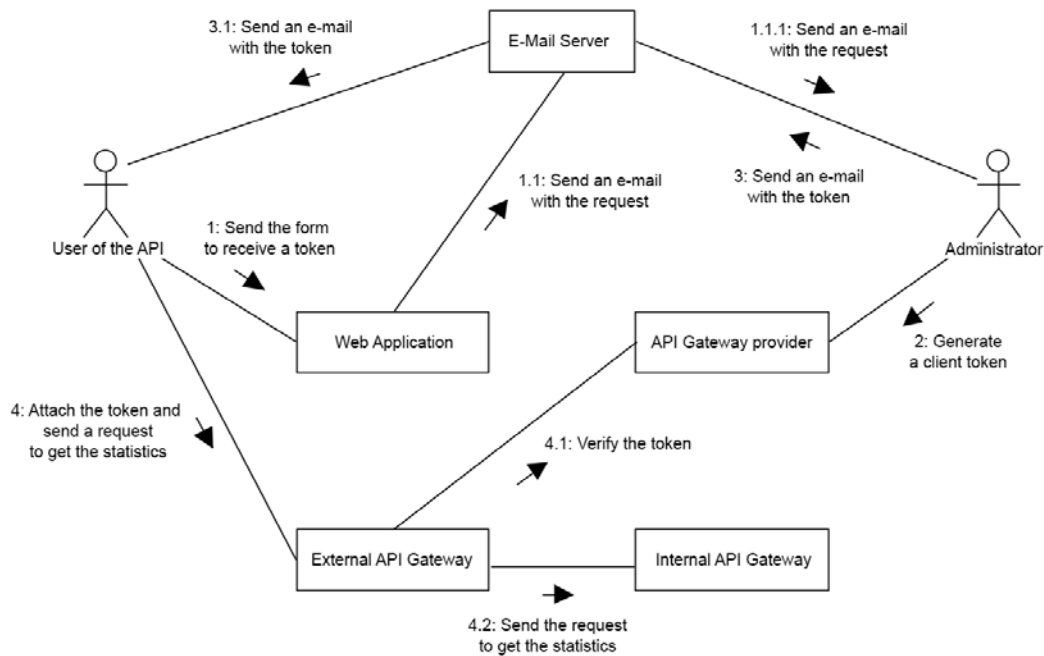 3.1: Send an e-mail
with the token
E-Mail Server
1.1.1: Send an e-mail
with the request
1.1: Send an e-mail
with the request
3: Send an e-mail
with the token
User of the API
1: Send the form
to receive a token
Administrator
Web Application
API Gateway provider
2: Generate
a client token
4: Attach the token and
send a request
to get the statistics
4.1: Verify the token
External API Gateway
Internal API Gateway
4.2: Send the request
to get the statistics